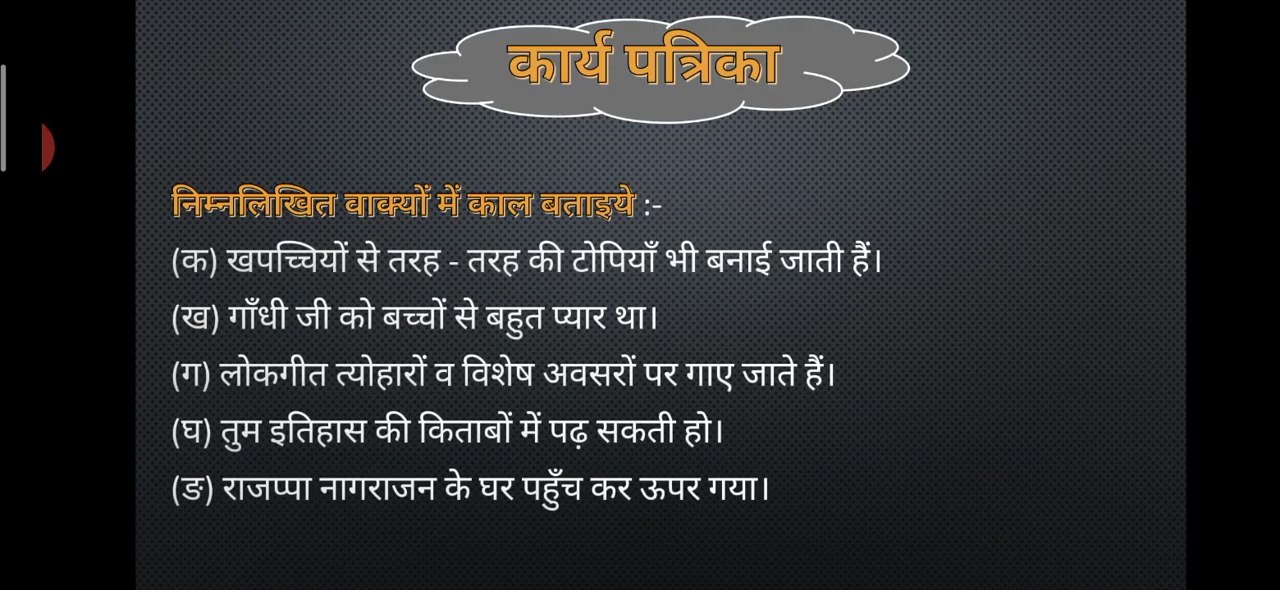 कार्य पत्रिका
निम्नलिखित वाक्यों में काल बताइये :-
(क) खपच्चियों से तरह - तरह की टोपियाँ भी बनाई जाती हैं।
(ख) गाँधी जी को बच्चों से बहुत प्यार था।
(ग) लोकगीत त्योहारों व विशेष अवसरों पर गाए जाते हैं।
(घ) तुम इतिहास की किताबों में पढ़ सकती हो।
(ङ) राजप्पा नागराजन के घर पहुँच कर ऊपर गया।